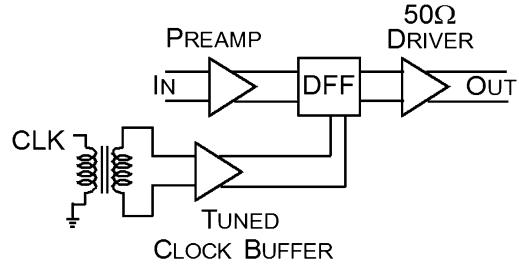 50Ω
PREAMP DRIVER
IN DFF OUT
CLK
TUNED
CLOCK BUFFER